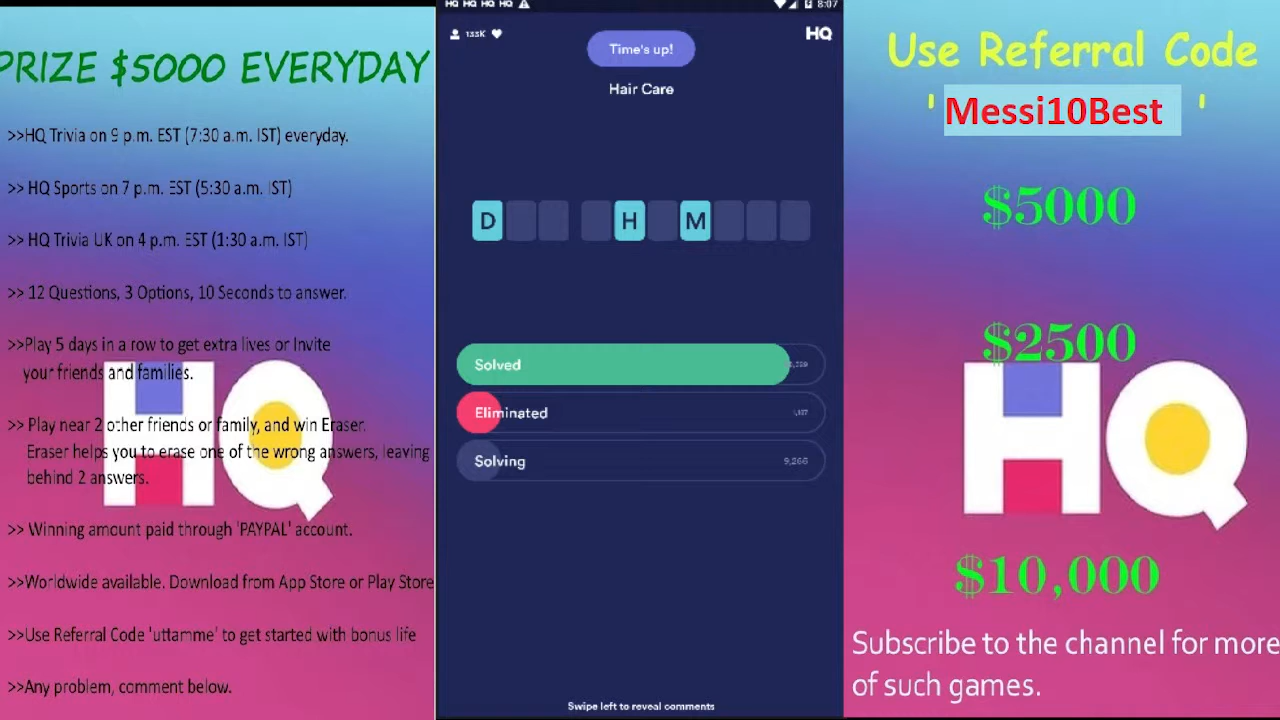 PRIZE $5000 EVERYDAY
>>HQ Trivia on 9 p.m. EST (7:30 a.m. IST) everyday.
>> HQ Sports on 7 p.m. EST (5:30 a.m. IST)
>> HQ Trivia UK on 4 p.m. EST (1:30 a.m. IST)
>> 12 Questions, 3 Options, 10 Seconds to answer.
>>Play 5 days in a row to get extra lives or Invite
your friends and families.
>> Play near 2 other friends or family, and win Eraser.
Eraser helps you to erase one of the wrong answers, leaving
behind 2 answers.
>> Winning amount paid through 'PAYPAL' account.
>>Worldwide available. Download from App Store or Play Store
>>Use Referral Code 'uttamme' to get started with bonus life
>>Any problem, comment below.
HQ
HQ HQ HQ HQ 8:07
133K HQ
Time's up!
Hair Care
D H M
Solved
Eliminated
Solving 9,266
Swipe left to reveal comments
Use Referral Code
' Messi10Best '
$5000
$2500
HQ
$10,000
Subscribe to the channel for more
of such games.